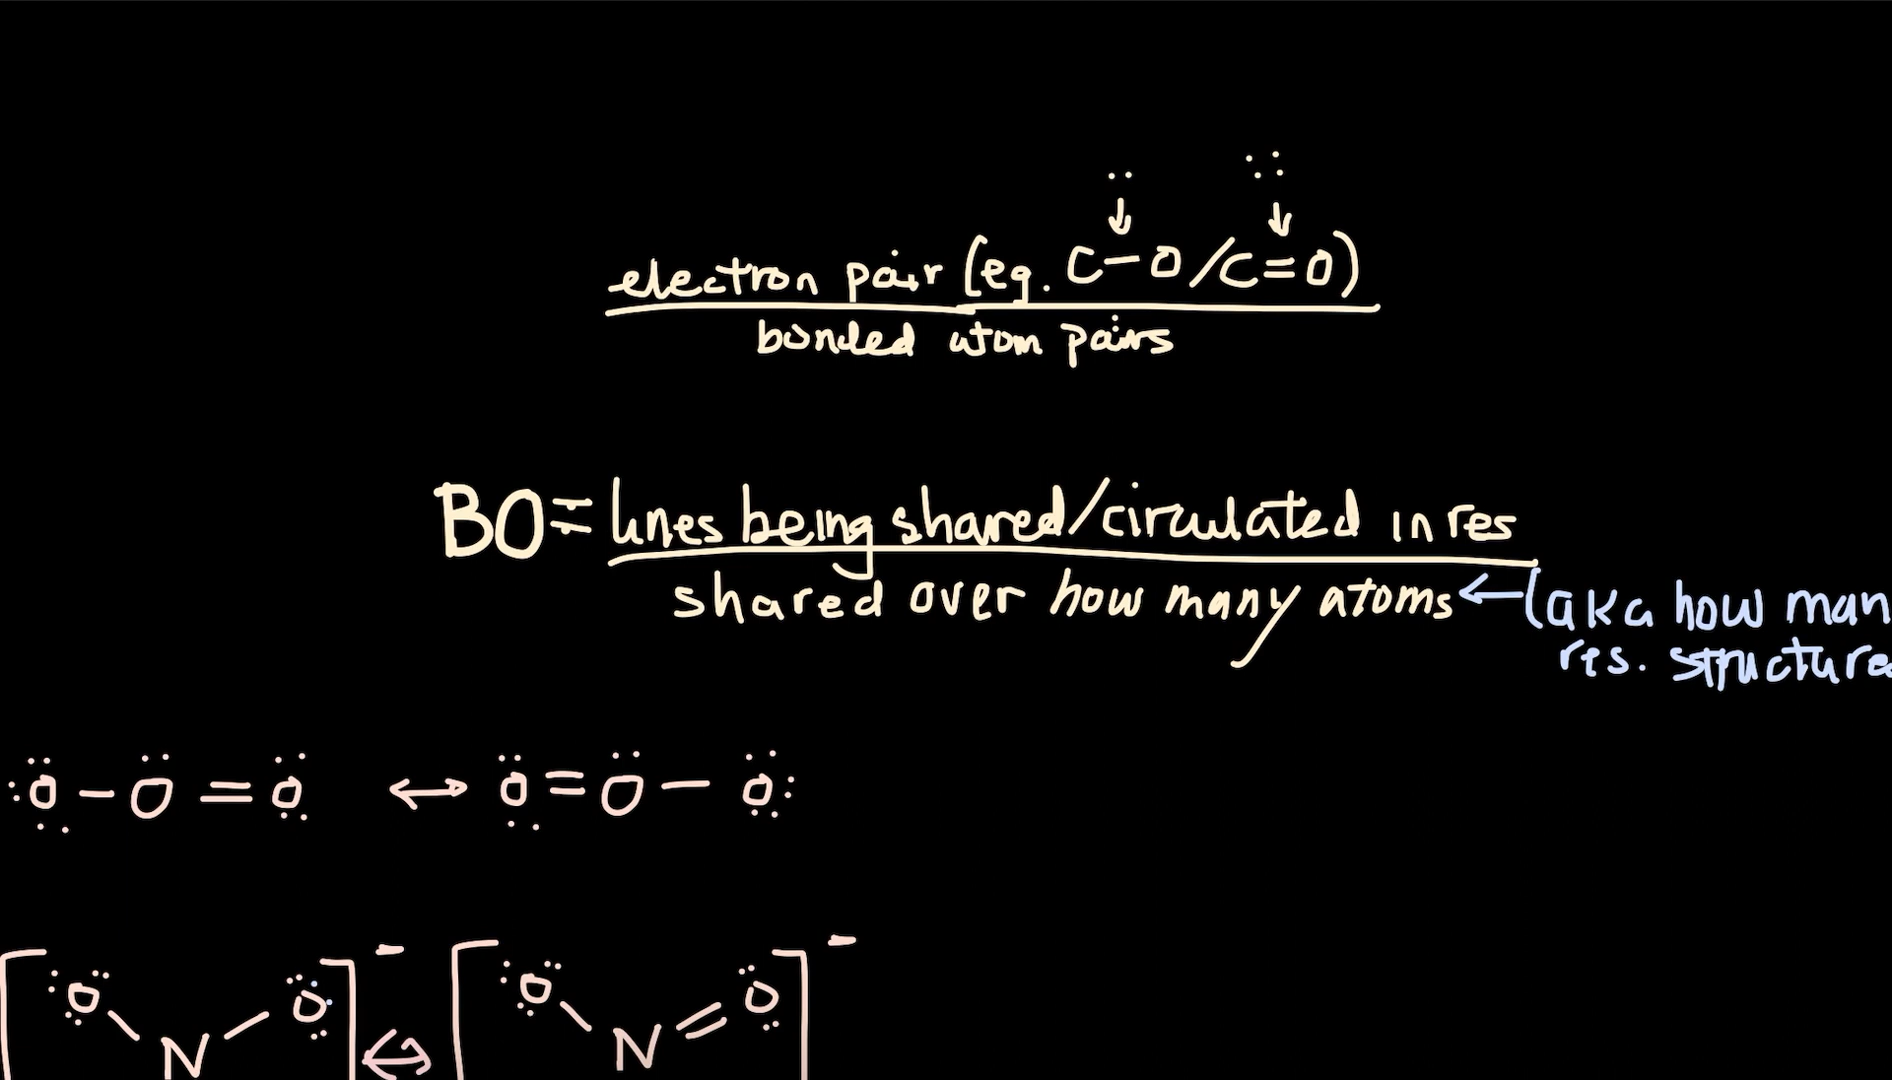 electron pair (eg. C-O/C=O)
bonded atom pairs
BO= lines being shared/circulated in res
shared over how many atoms ← (aka how man
res. structure
:O - O = O ↔ O = O - O:
[O \ N / O]⁻ ↔ [O \ N // O]⁻